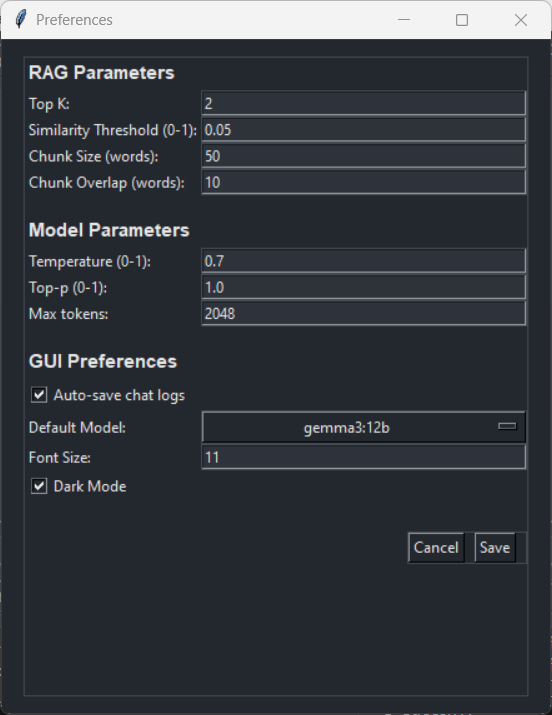 Preferences
RAG Parameters
Top K: 2
Similarity Threshold (0-1): 0.05
Chunk Size (words): 50
Chunk Overlap (words): 10
Model Parameters
Temperature (0-1): 0.7
Top-p (0-1): 1.0
Max tokens: 2048
GUI Preferences
Auto-save chat logs
Default Model: gemma3:12b
Font Size: 11
Dark Mode
Cancel Save